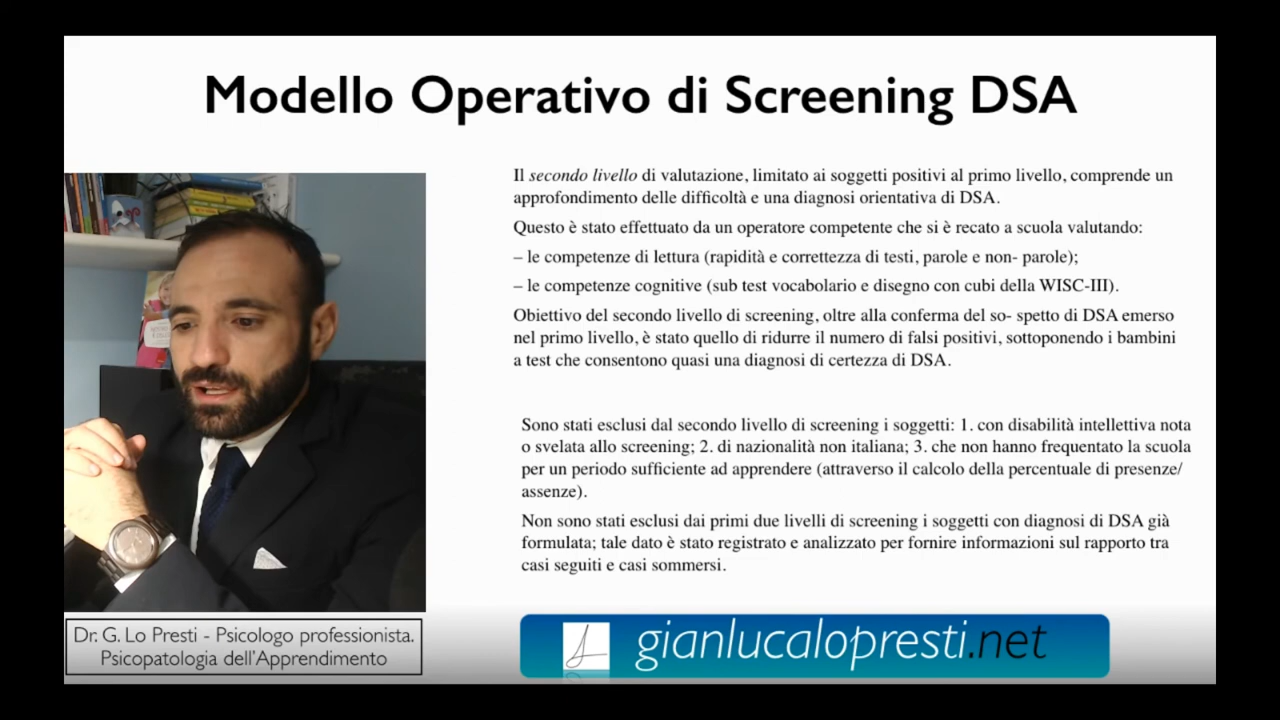 Modello Operativo di Screening DSA
Il secondo livello di valutazione, limitato ai soggetti positivi al primo livello, comprende un
approfondimento delle difficoltà e una diagnosi orientativa di DSA.
Questo è stato effettuato da un operatore competente che si è recato a scuola valutando:
– le competenze di lettura (rapidità e correttezza di testi, parole e non- parole);
– le competenze cognitive (sub test vocabolario e disegno con cubi della WISC-III).
Obiettivo del secondo livello di screening, oltre alla conferma del so- spetto di DSA emerso
nel primo livello, è stato quello di ridurre il numero di falsi positivi, sottoponendo i bambini
a test che consentono quasi una diagnosi di certezza di DSA.
Sono stati esclusi dal secondo livello di screening i soggetti: 1. con disabilità intellettiva nota
o svelata allo screening; 2. di nazionalità non italiana; 3. che non hanno frequentato la scuola
per un periodo sufficiente ad apprendere (attraverso il calcolo della percentuale di presenze/
assenze).
Non sono stati esclusi dai primi due livelli di screening i soggetti con diagnosi di DSA già
formulata; tale dato è stato registrato e analizzato per fornire informazioni sul rapporto tra
casi seguiti e casi sommersi.
Dr. G. Lo Presti - Psicologo professionista.
Psicopatologia dell'Apprendimento
gianlucalopresti.net